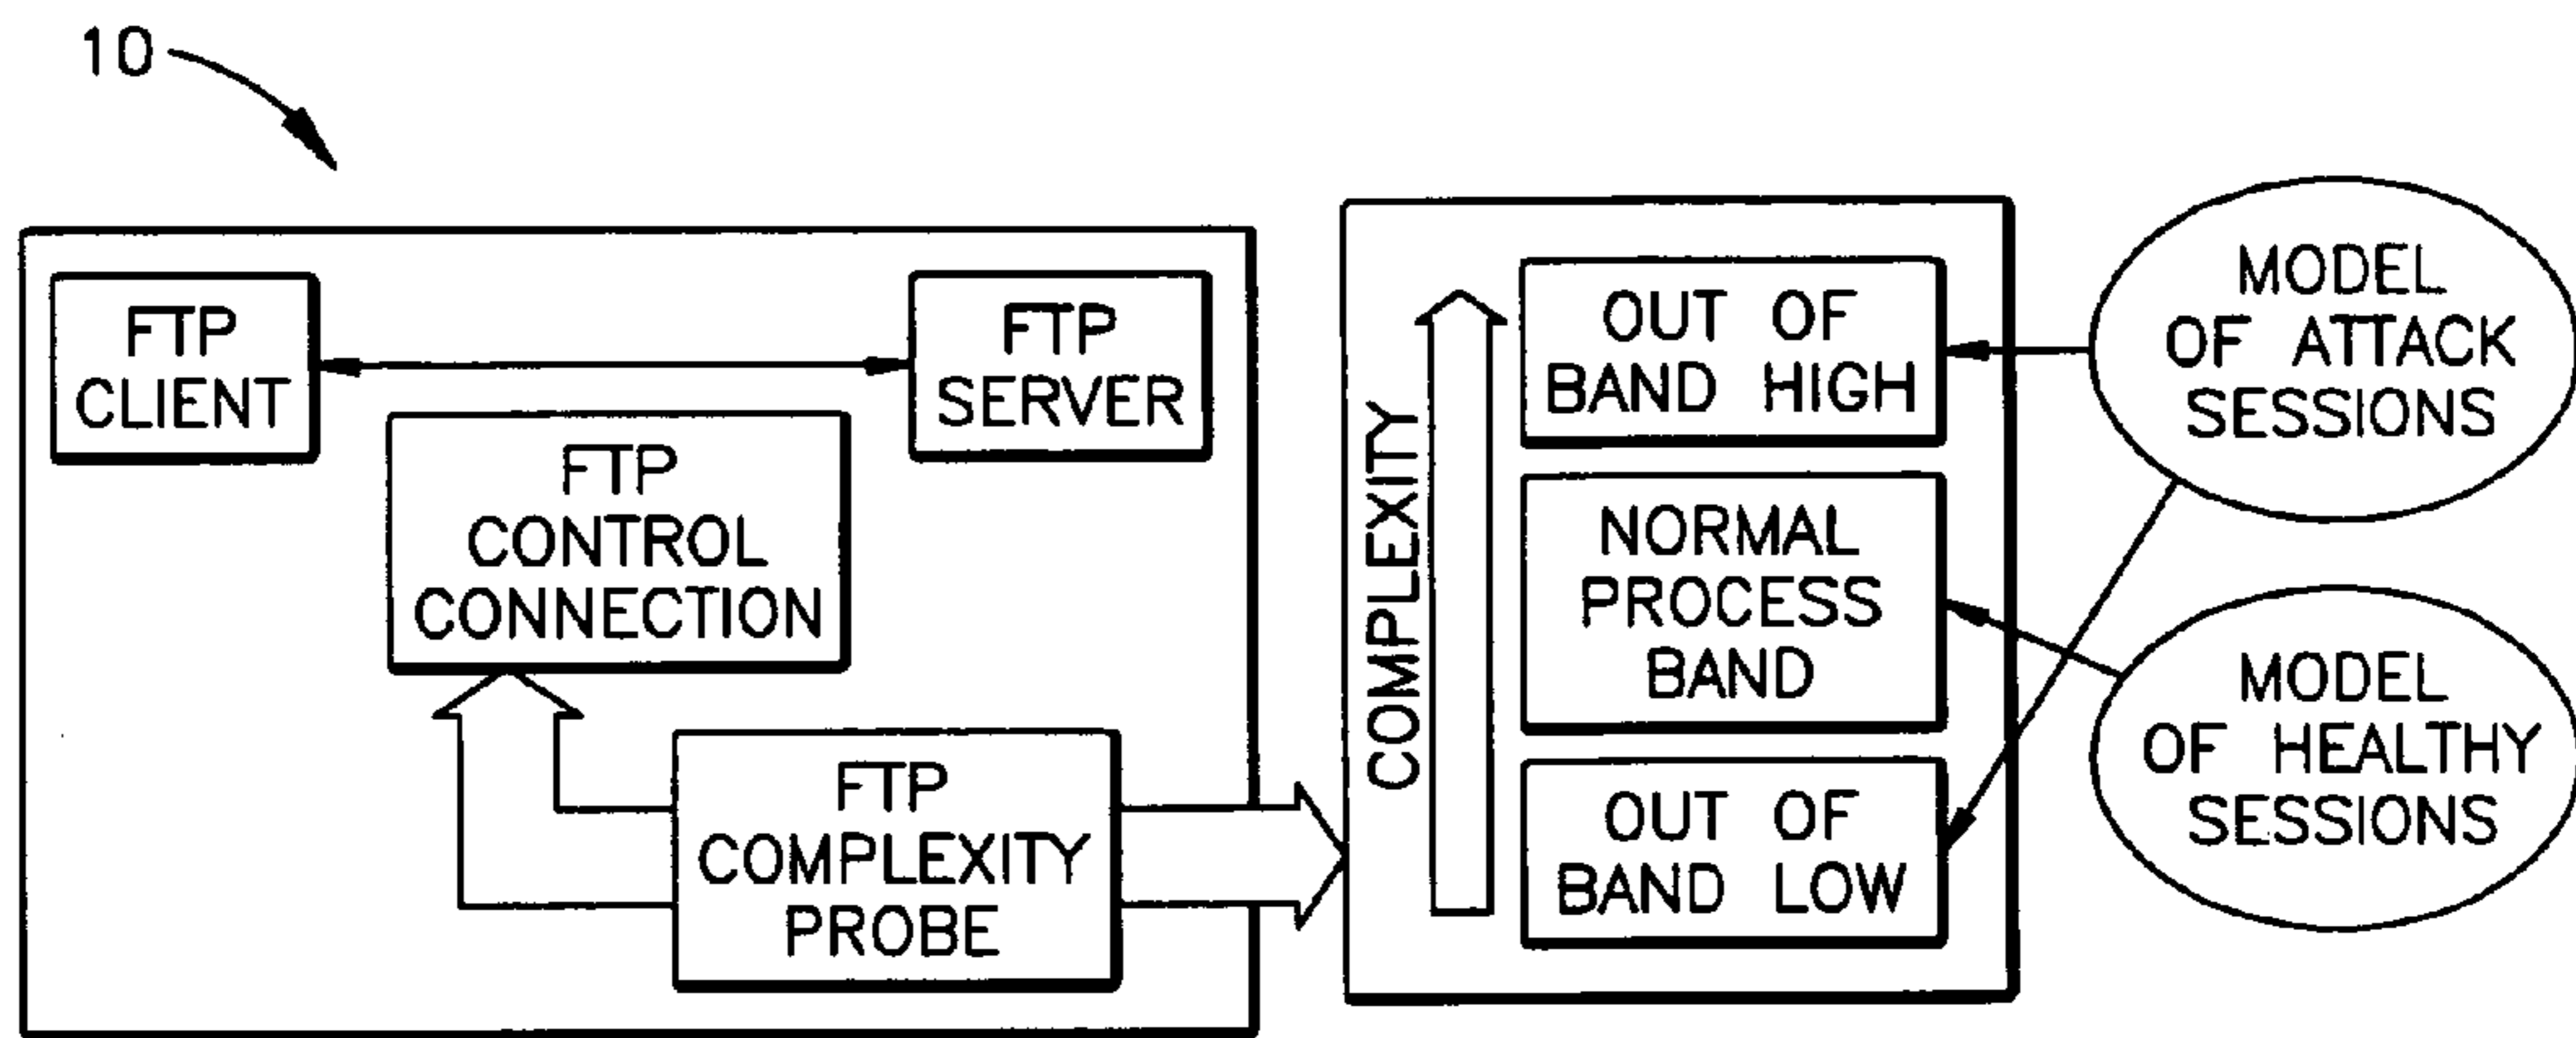 10
FTP
CLIENT
FTP
SERVER
FTP
CONTROL
CONNECTION
FTP
COMPLEXITY
PROBE
COMPLEXITY
OUT OF
BAND HIGH
NORMAL
PROCESS
BAND
OUT OF
BAND LOW
MODEL
OF ATTACK
SESSIONS
MODEL
OF HEALTHY
SESSIONS